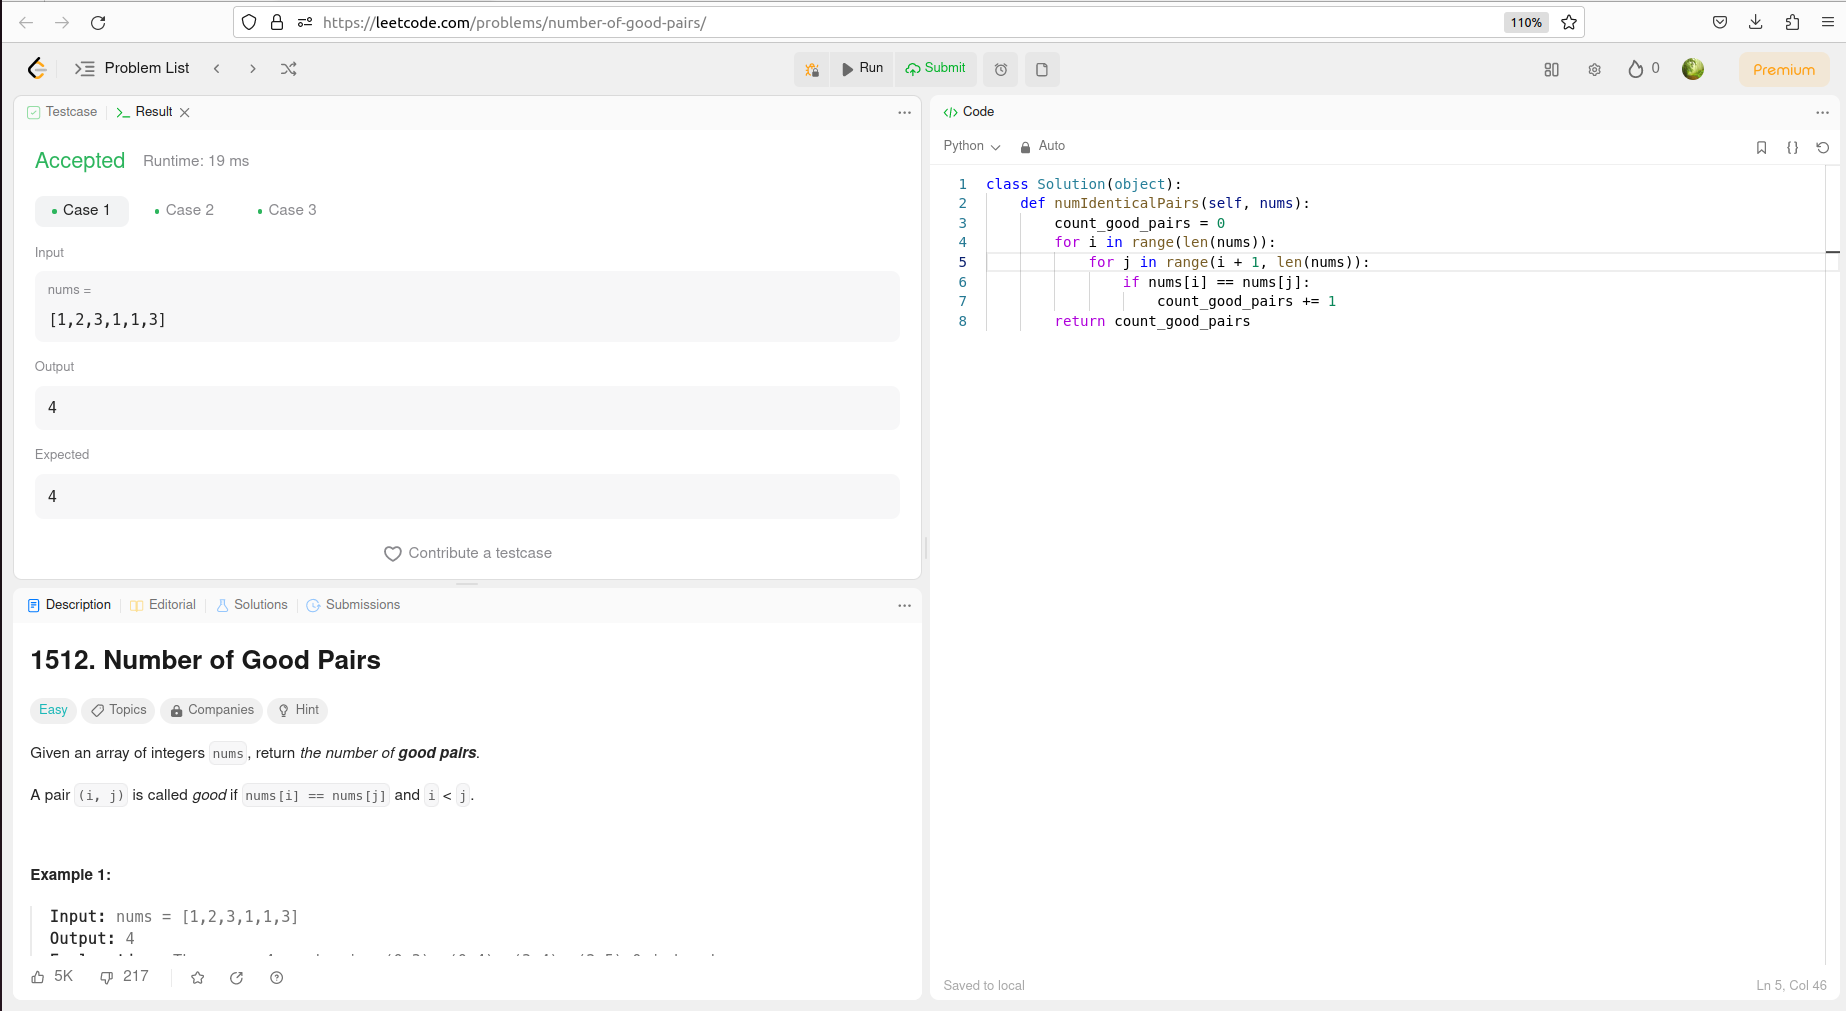 https://leetcode.com/problems/number-of-good-pairs/
110%
Problem List
Run
Submit
0
Premium
Testcase
Result
Accepted
Runtime: 19 ms
Case 1
Case 2
Case 3
Input
nums =
[1,2,3,1,1,3]
Output
4
Expected
4
Contribute a testcase
Description
Editorial
Solutions
Submissions
1512. Number of Good Pairs
Easy
Topics
Companies
Hint
Given an array of integers nums, return the number of good pairs.
A pair (i, j) is called good if nums[i] == nums[j] and i < j.
Example 1:
Input: nums = [1,2,3,1,1,3]
Output: 4
5K
217
</> Code
Python
Auto
1 class Solution(object):
2     def numIdenticalPairs(self, nums):
3         count_good_pairs = 0
4         for i in range(len(nums)):
5             for j in range(i + 1, len(nums)):
6                 if nums[i] == nums[j]:
7                     count_good_pairs += 1
8         return count_good_pairs
Saved to local
Ln 5, Col 46